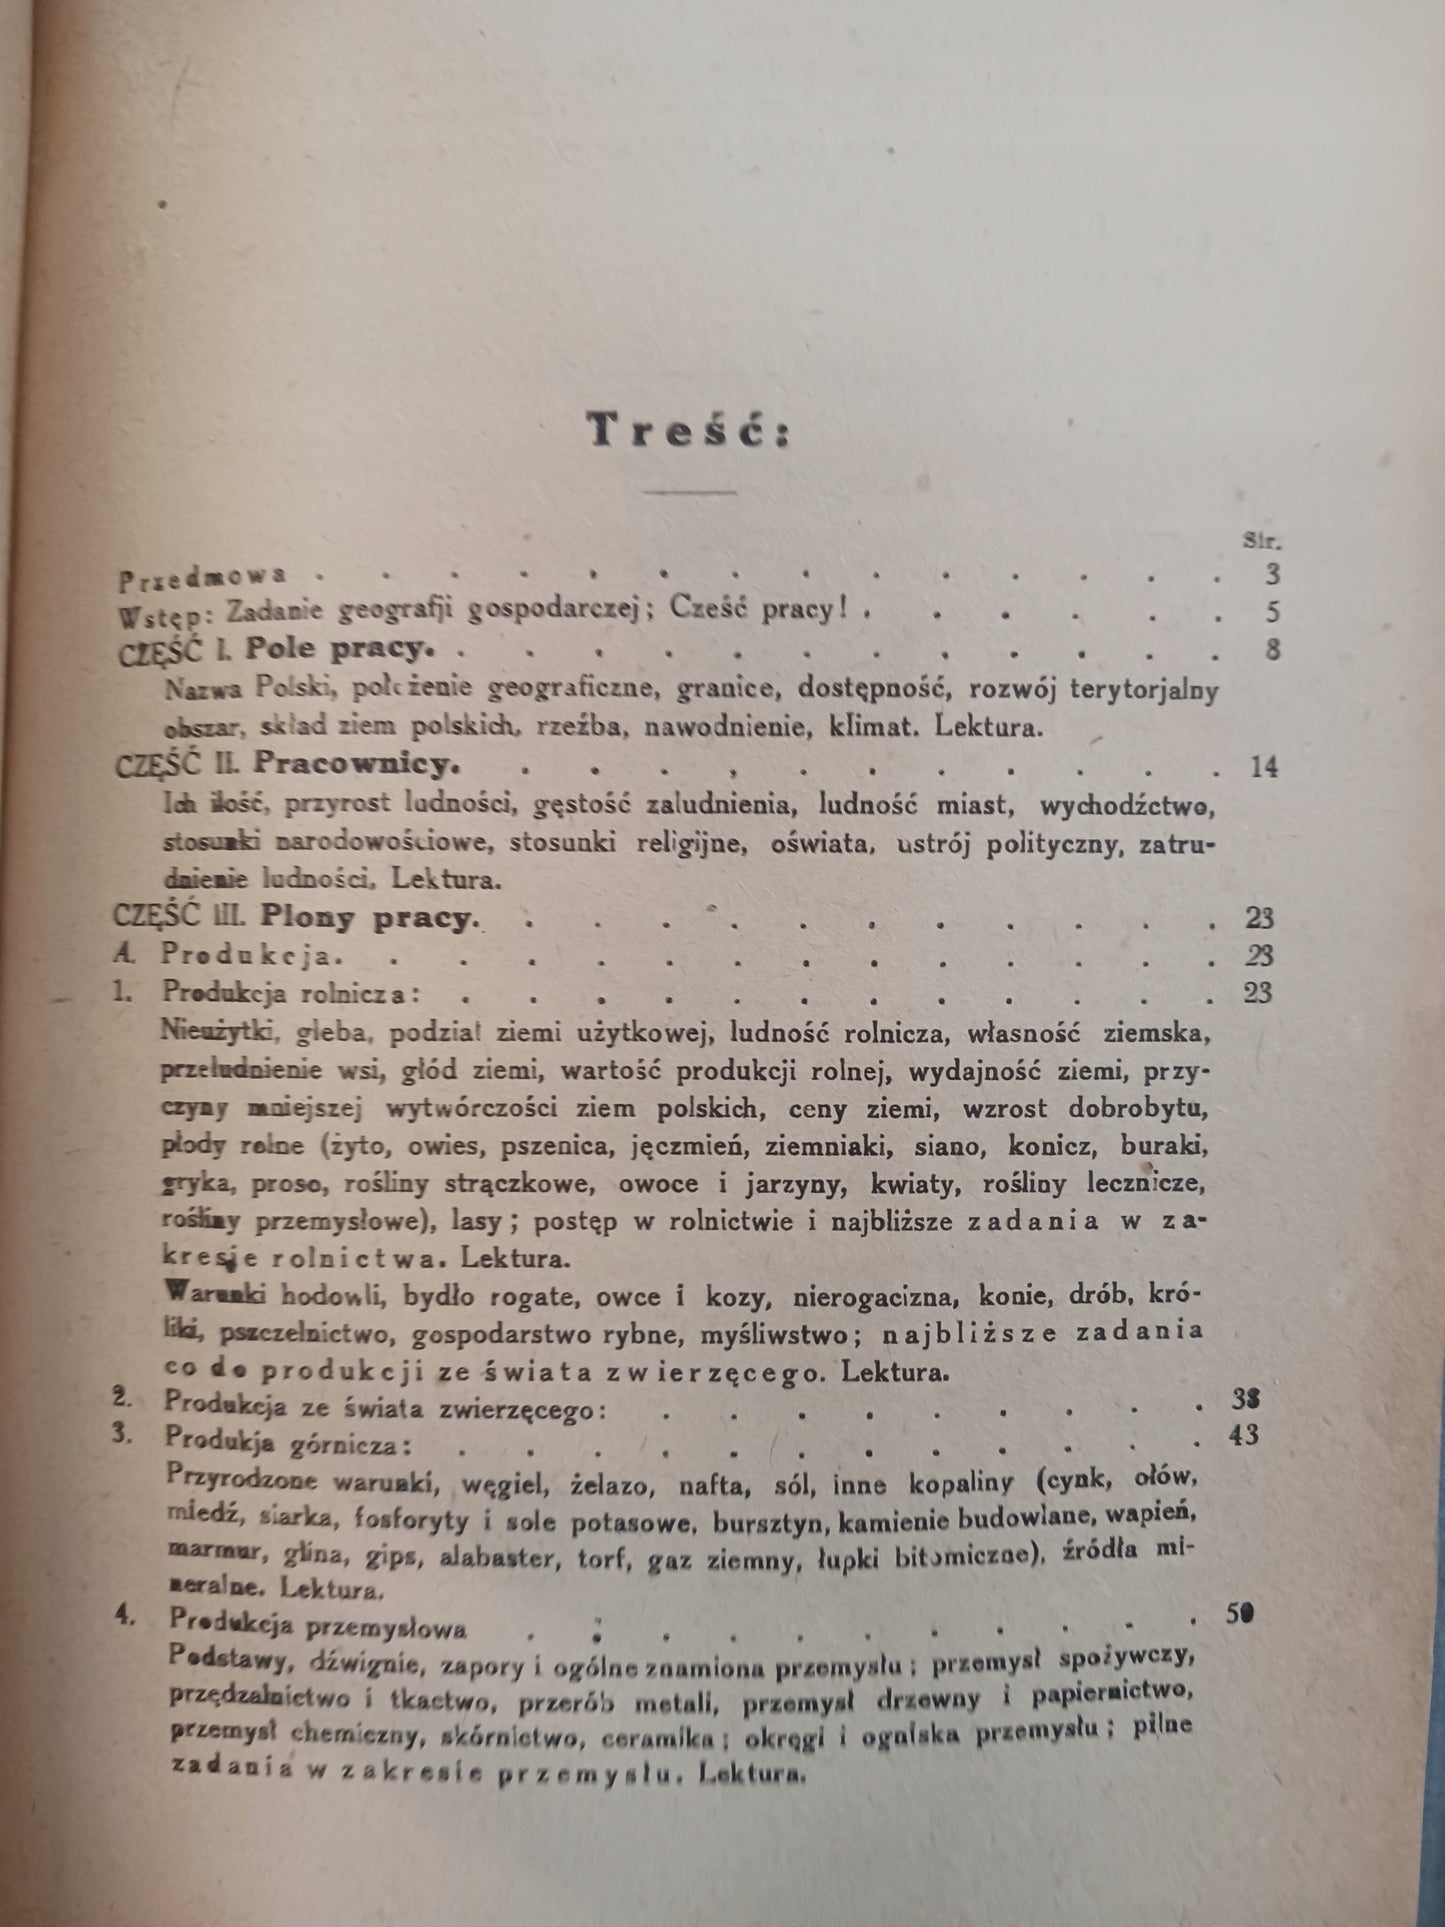 Treść:
Str.
Przedmowa . . . . . . . . . . . . . . 3
Wstęp: Zadanie geografji gospodarczej; Cześć pracy! . . . . . . 5
CZĘŚĆ I. Pole pracy. . . . . . . . . . . . . 8
Nazwa Polski, położenie geograficzne, granice, dostępność, rozwój terytorjalny
obszar, skład ziem polskich, rzeźba, nawodnienie, klimat. Lektura.
CZĘŚĆ II. Pracownicy. . . . . . . . . . . . 14
Ich ilość, przyrost ludności, gęstość zaludnienia, ludność miast, wychodźctwo,
stosunki narodowościowe, stosunki religijne, oświata, ustrój polityczny, zatru-
dnienie ludności, Lektura.
CZĘŚĆ III. Plony pracy. . . . . . . . . . . . 23
A. Produkcja. . . . . . . . . . . . . . 23
1. Produkcja rolnicza: . . . . . . . . . . . . 23
Nieużytki, gleba, podział ziemi użytkowej, ludność rolnicza, własność ziemska,
przeludnienie wsi, głód ziemi, wartość produkcji rolnej, wydajność ziemi, przy-
czyny mniejszej wytwórczości ziem polskich, ceny ziemi, wzrost dobrobytu,
płody rolne (żyto, owies, pszenica, jęczmień, ziemniaki, siano, konicz, buraki,
gryka, proso, rośliny strączkowe, owoce i jarzyny, kwiaty, rośliny lecznicze,
rośliny przemysłowe), lasy; postęp w rolnictwie i najbliższe zadania w za-
kresie rolnictwa. Lektura.
Warunki hodowli, bydło rogate, owce i kozy, nierogacizna, konie, drób, kró-
liki, pszczelnictwo, gospodarstwo rybne, myśliwstwo; najbliższe zadania
co do produkcji ze świata zwierzęcego. Lektura.
2. Produkcja ze świata zwierzęcego: . . . . . . . . . 38
3. Produkja górnicza: . . . . . . . . . . . . 43
Przyrodzone warunki, węgiel, żelazo, nafta, sól, inne kopaliny (cynk, ołów,
miedź, siarka, fosforyty i sole potasowe, bursztyn, kamienie budowlane, wapień,
marmur, glina, gips, alabaster, torf, gaz ziemny, łupki bitomiczne), źródła mi-
neralne. Lektura.
4. Produkcja przemysłowa . . . . . . . . . . . 50
Podstawy, dźwignie, zapory i ogólne znamiona przemysłu; przemysł spożywczy,
przędzalnictwo i tkactwo, przerób metali, przemysł drzewny i papiernictwo,
przemysł chemiczny, skórnictwo, ceramika; okręgi i ogniska przemysłu; pilne
zadania w zakresie przemysłu. Lektura.